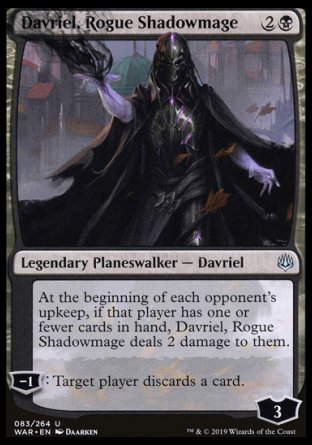 Davriel, Rogue Shadowmage 2
Legendary Planeswalker — Davriel
At the beginning of each opponent's
upkeep, if that player has one or
fewer cards in hand, Davriel, Rogue
Shadowmage deals 2 damage to them.
-1: Target player discards a card.
3
083/264 U
WAR • EN DAARKEN
™ & © 2019 Wizards of the Coast